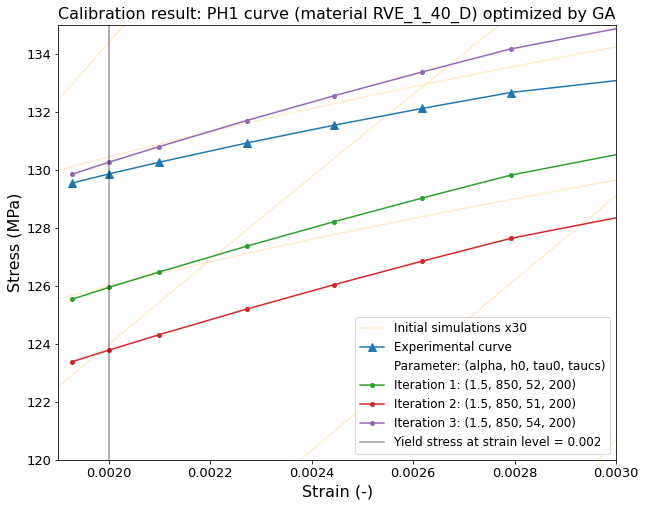 Calibration result: PH1 curve (material RVE_1_40_D) optimized by GA
Stress (MPa)
134
132
130
128
126
124
122
120
Initial simulations x30
Experimental curve
Parameter: (alpha, h0, tau0, taucs)
Iteration 1: (1.5, 850, 52, 200)
Iteration 2: (1.5, 850, 51, 200)
Iteration 3: (1.5, 850, 54, 200)
Yield stress at strain level = 0.002
0.0020 0.0022 0.0024 0.0026 0.0028 0.0030
Strain (-)